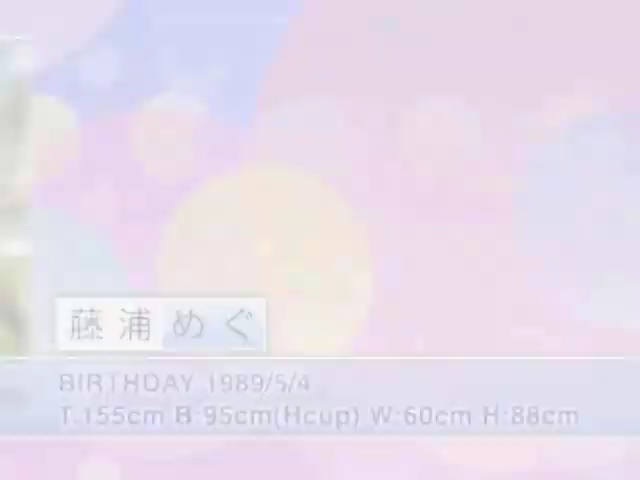 藤浦めぐ
BIRTHDAY 1989/5/4
T.155cm B:95cm(Hcup) W:60cm H:88cm